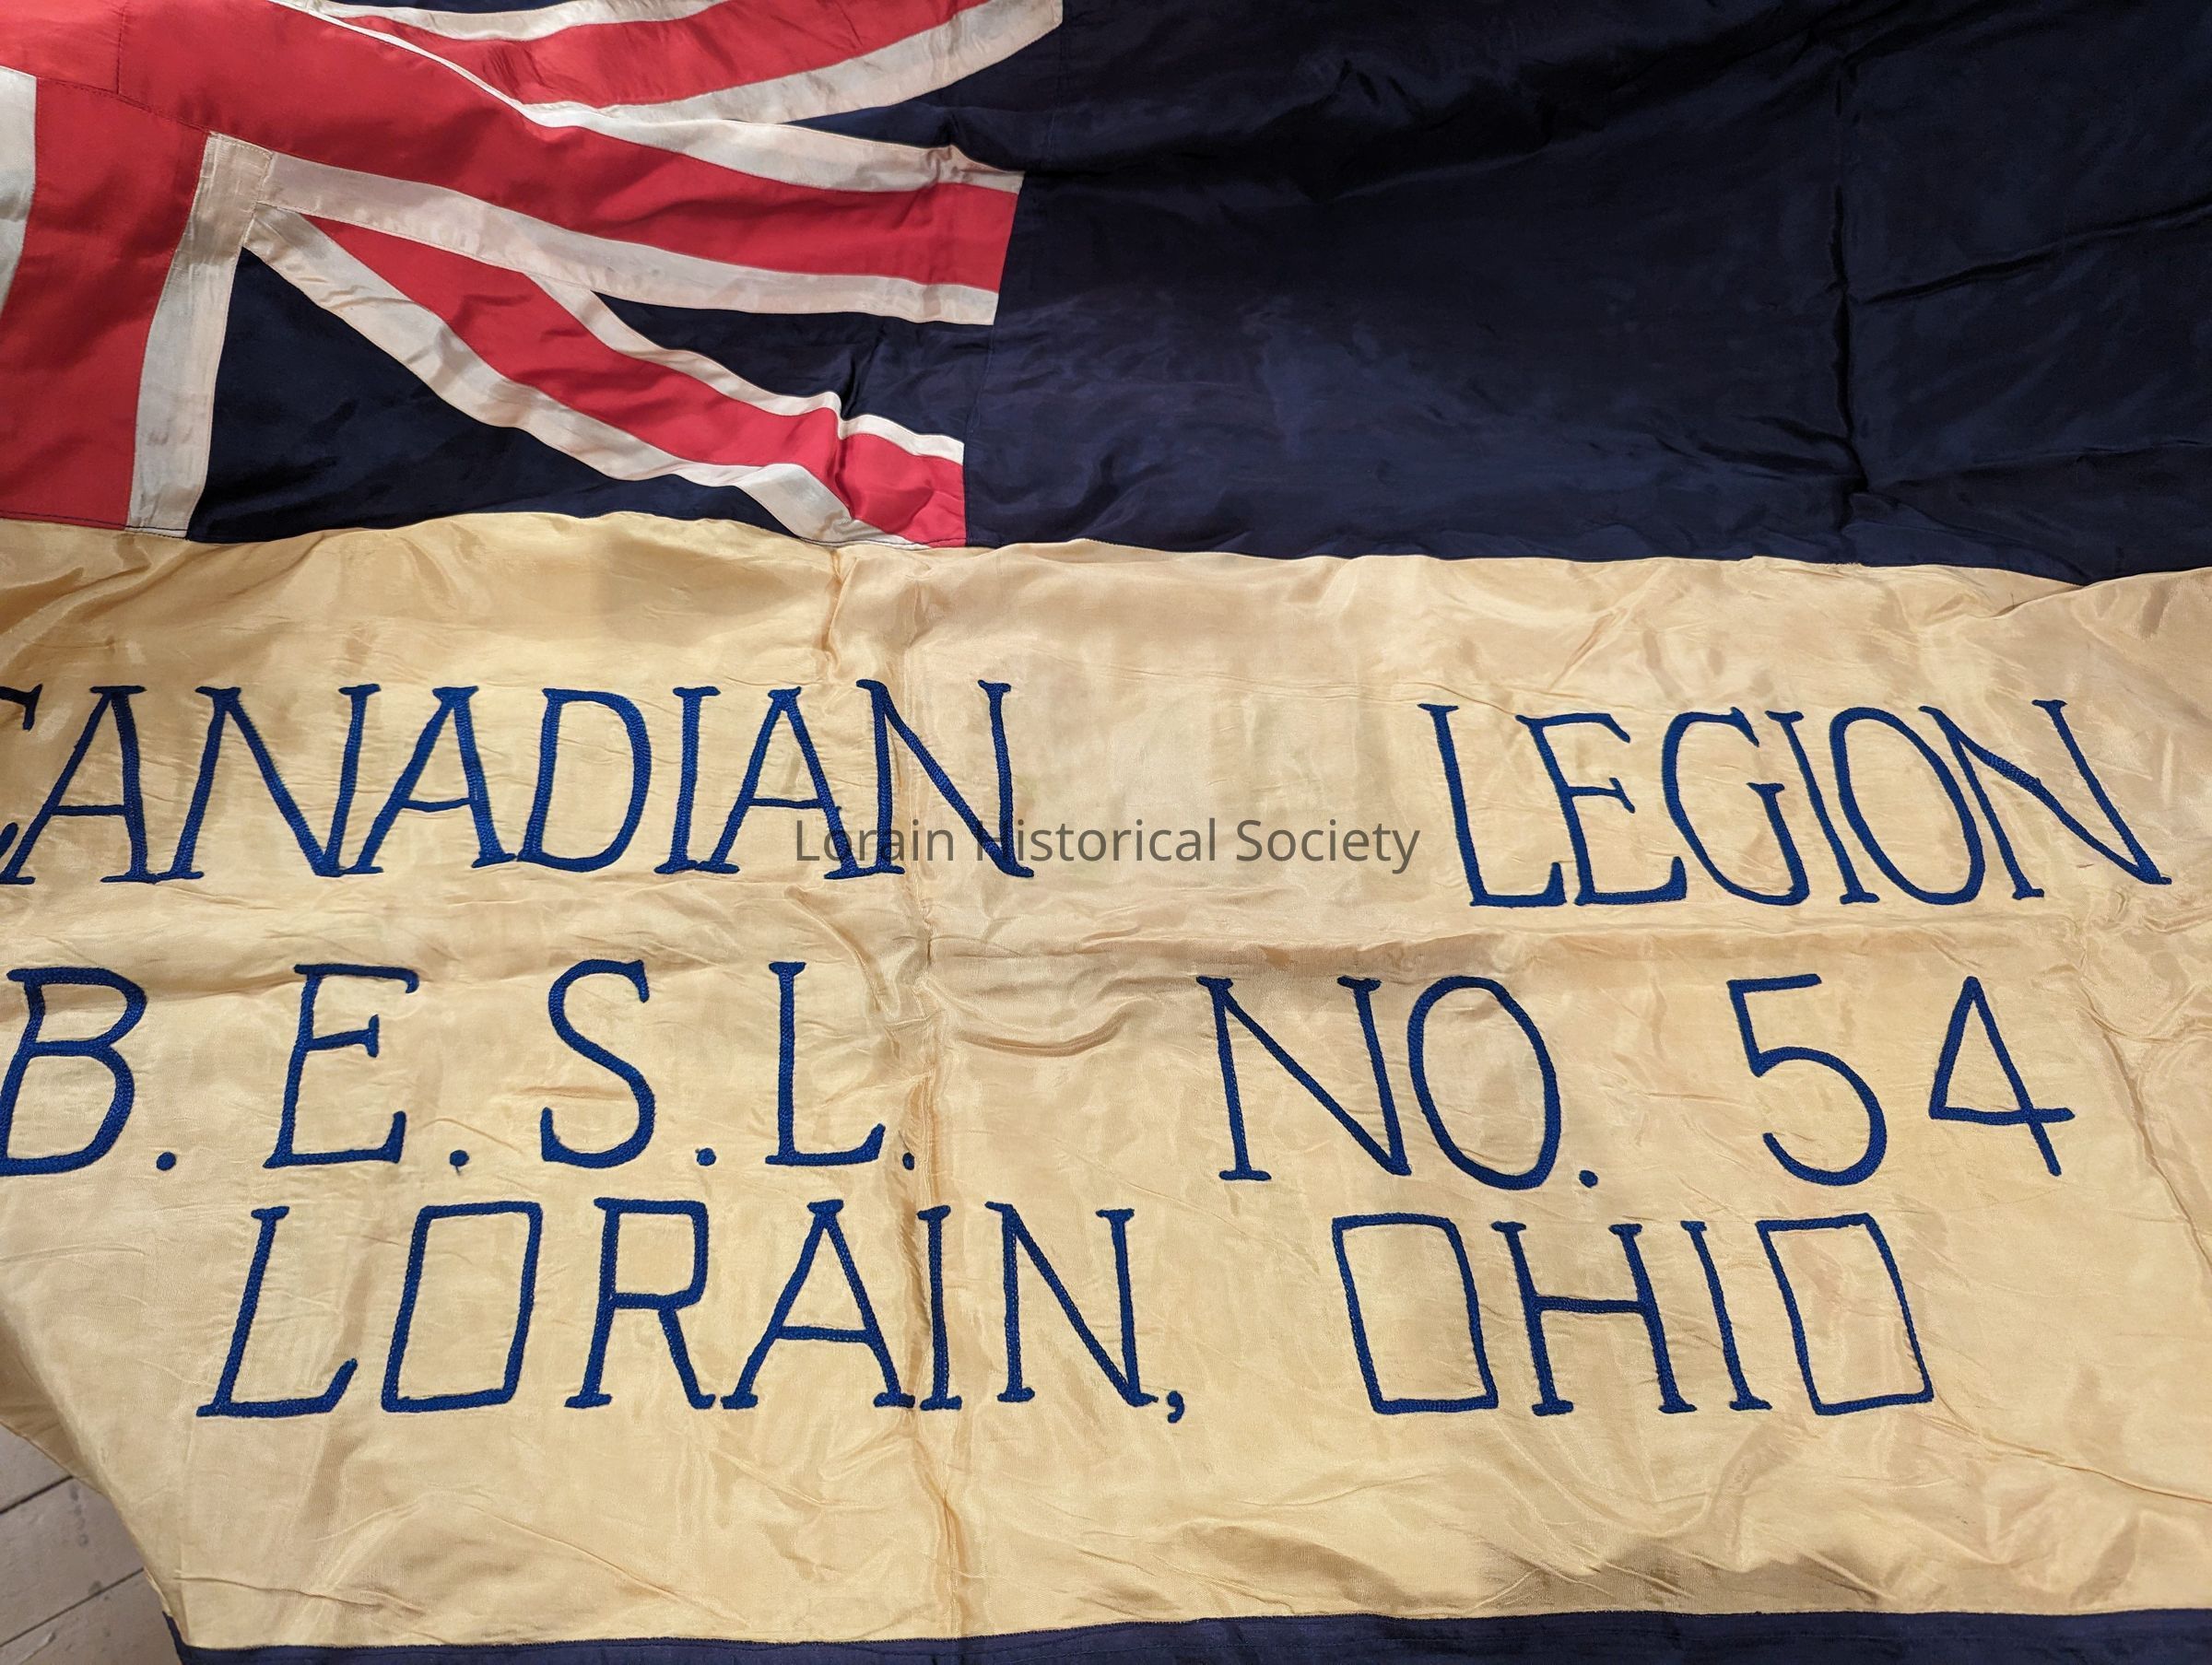 CANADIAN LEGION
Lorain Historical Society
B.E.S.L. NO. 54
LORAIN, OHIO